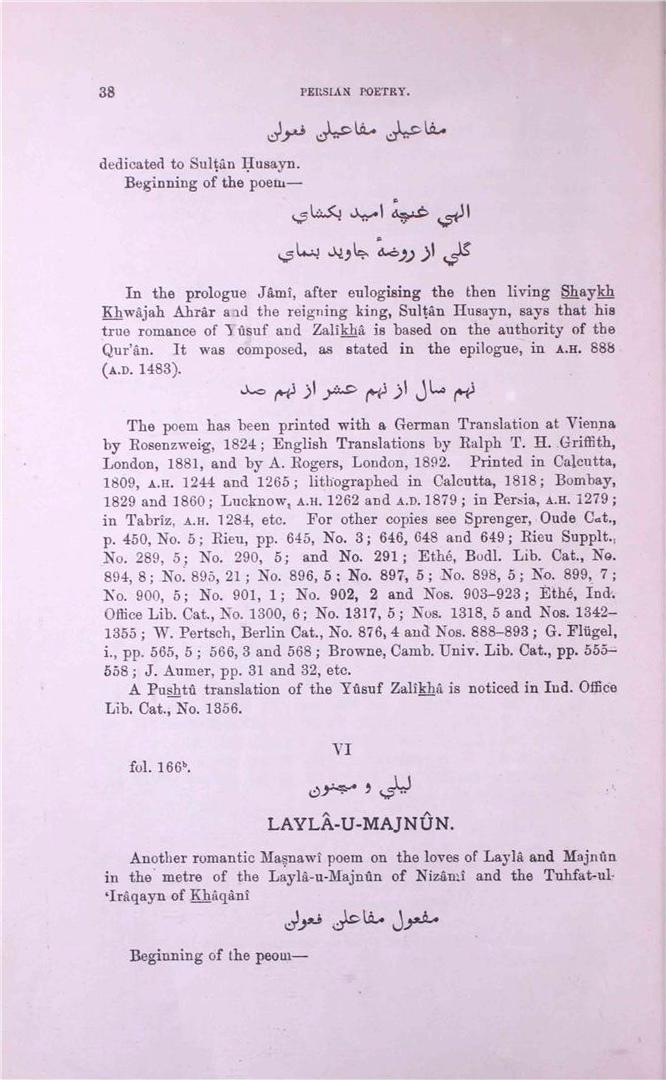 38 PERSIAN POETRY.
مفاعيلن مفاعيلن فعولن
dedicated to Sulṭân Ḥusayn.
Beginning of the poem—
الهي غنچهٔ اميد بكشاي
گلي از روضهٔ جاويد بنماي
In the prologue Jâmî, after eulogising the then living Shaykh
Khwâjah Ahrâr and the reigning king, Sulṭân Husayn, says that his
true romance of Yûsuf and Zalîkhâ is based on the authority of the
Qur'ân. It was composed, as stated in the epilogue, in A.H. 888
(A.D. 1483).
نهم سال از نهم عشر از نهم صد
The poem has been printed with a German Translation at Vienna
by Rosenzweig, 1824; English Translations by Ralph T. H. Griffith,
London, 1881, and by A. Rogers, London, 1892. Printed in Calcutta,
1809, A.H. 1244 and 1265; lithographed in Calcutta, 1818; Bombay,
1829 and 1860; Lucknow, A.H. 1262 and A.D. 1879; in Persia, A.H. 1279;
in Tabrîz, A.H. 1284, etc. For other copies see Sprenger, Oude Cat.,
p. 450, No. 5; Rieu, pp. 645, No. 3; 646, 648 and 649; Rieu Supplt.,
No. 289, 5; No. 290, 5; and No. 291; Ethé, Bodl. Lib. Cat., No.
894, 8; No. 895, 21; No. 896, 5; No. 897, 5; No. 898, 5; No. 899, 7;
No. 900, 5; No. 901, 1; No. 902, 2 and Nos. 903–923; Ethé, Ind.
Office Lib. Cat., No. 1300, 6; No. 1317, 5; Nos. 1318, 5 and Nos. 1342–
1355; W. Pertsch, Berlin Cat., No. 876, 4 and Nos. 888–893; G. Flügel,
i., pp. 565, 5; 566, 3 and 568; Browne, Camb. Univ. Lib. Cat., pp. 555–
558; J. Aumer, pp. 31 and 32, etc.
A Pushtû translation of the Yûsuf Zalîkhâ is noticed in Ind. Office
Lib. Cat., No. 1356.
VI
fol. 166ᵇ.
ليلي و مجنون
LAYLÂ-U-MAJNÛN.
Another romantic Maṣnawî poem on the loves of Laylâ and Majnûn
in the metre of the Laylâ-u-Majnûn of Nizâmî and the Tuhfat-ul-
‘Irâqayn of Khâqânî
مفعول مفاعلن فعولن
Beginning of the peom—